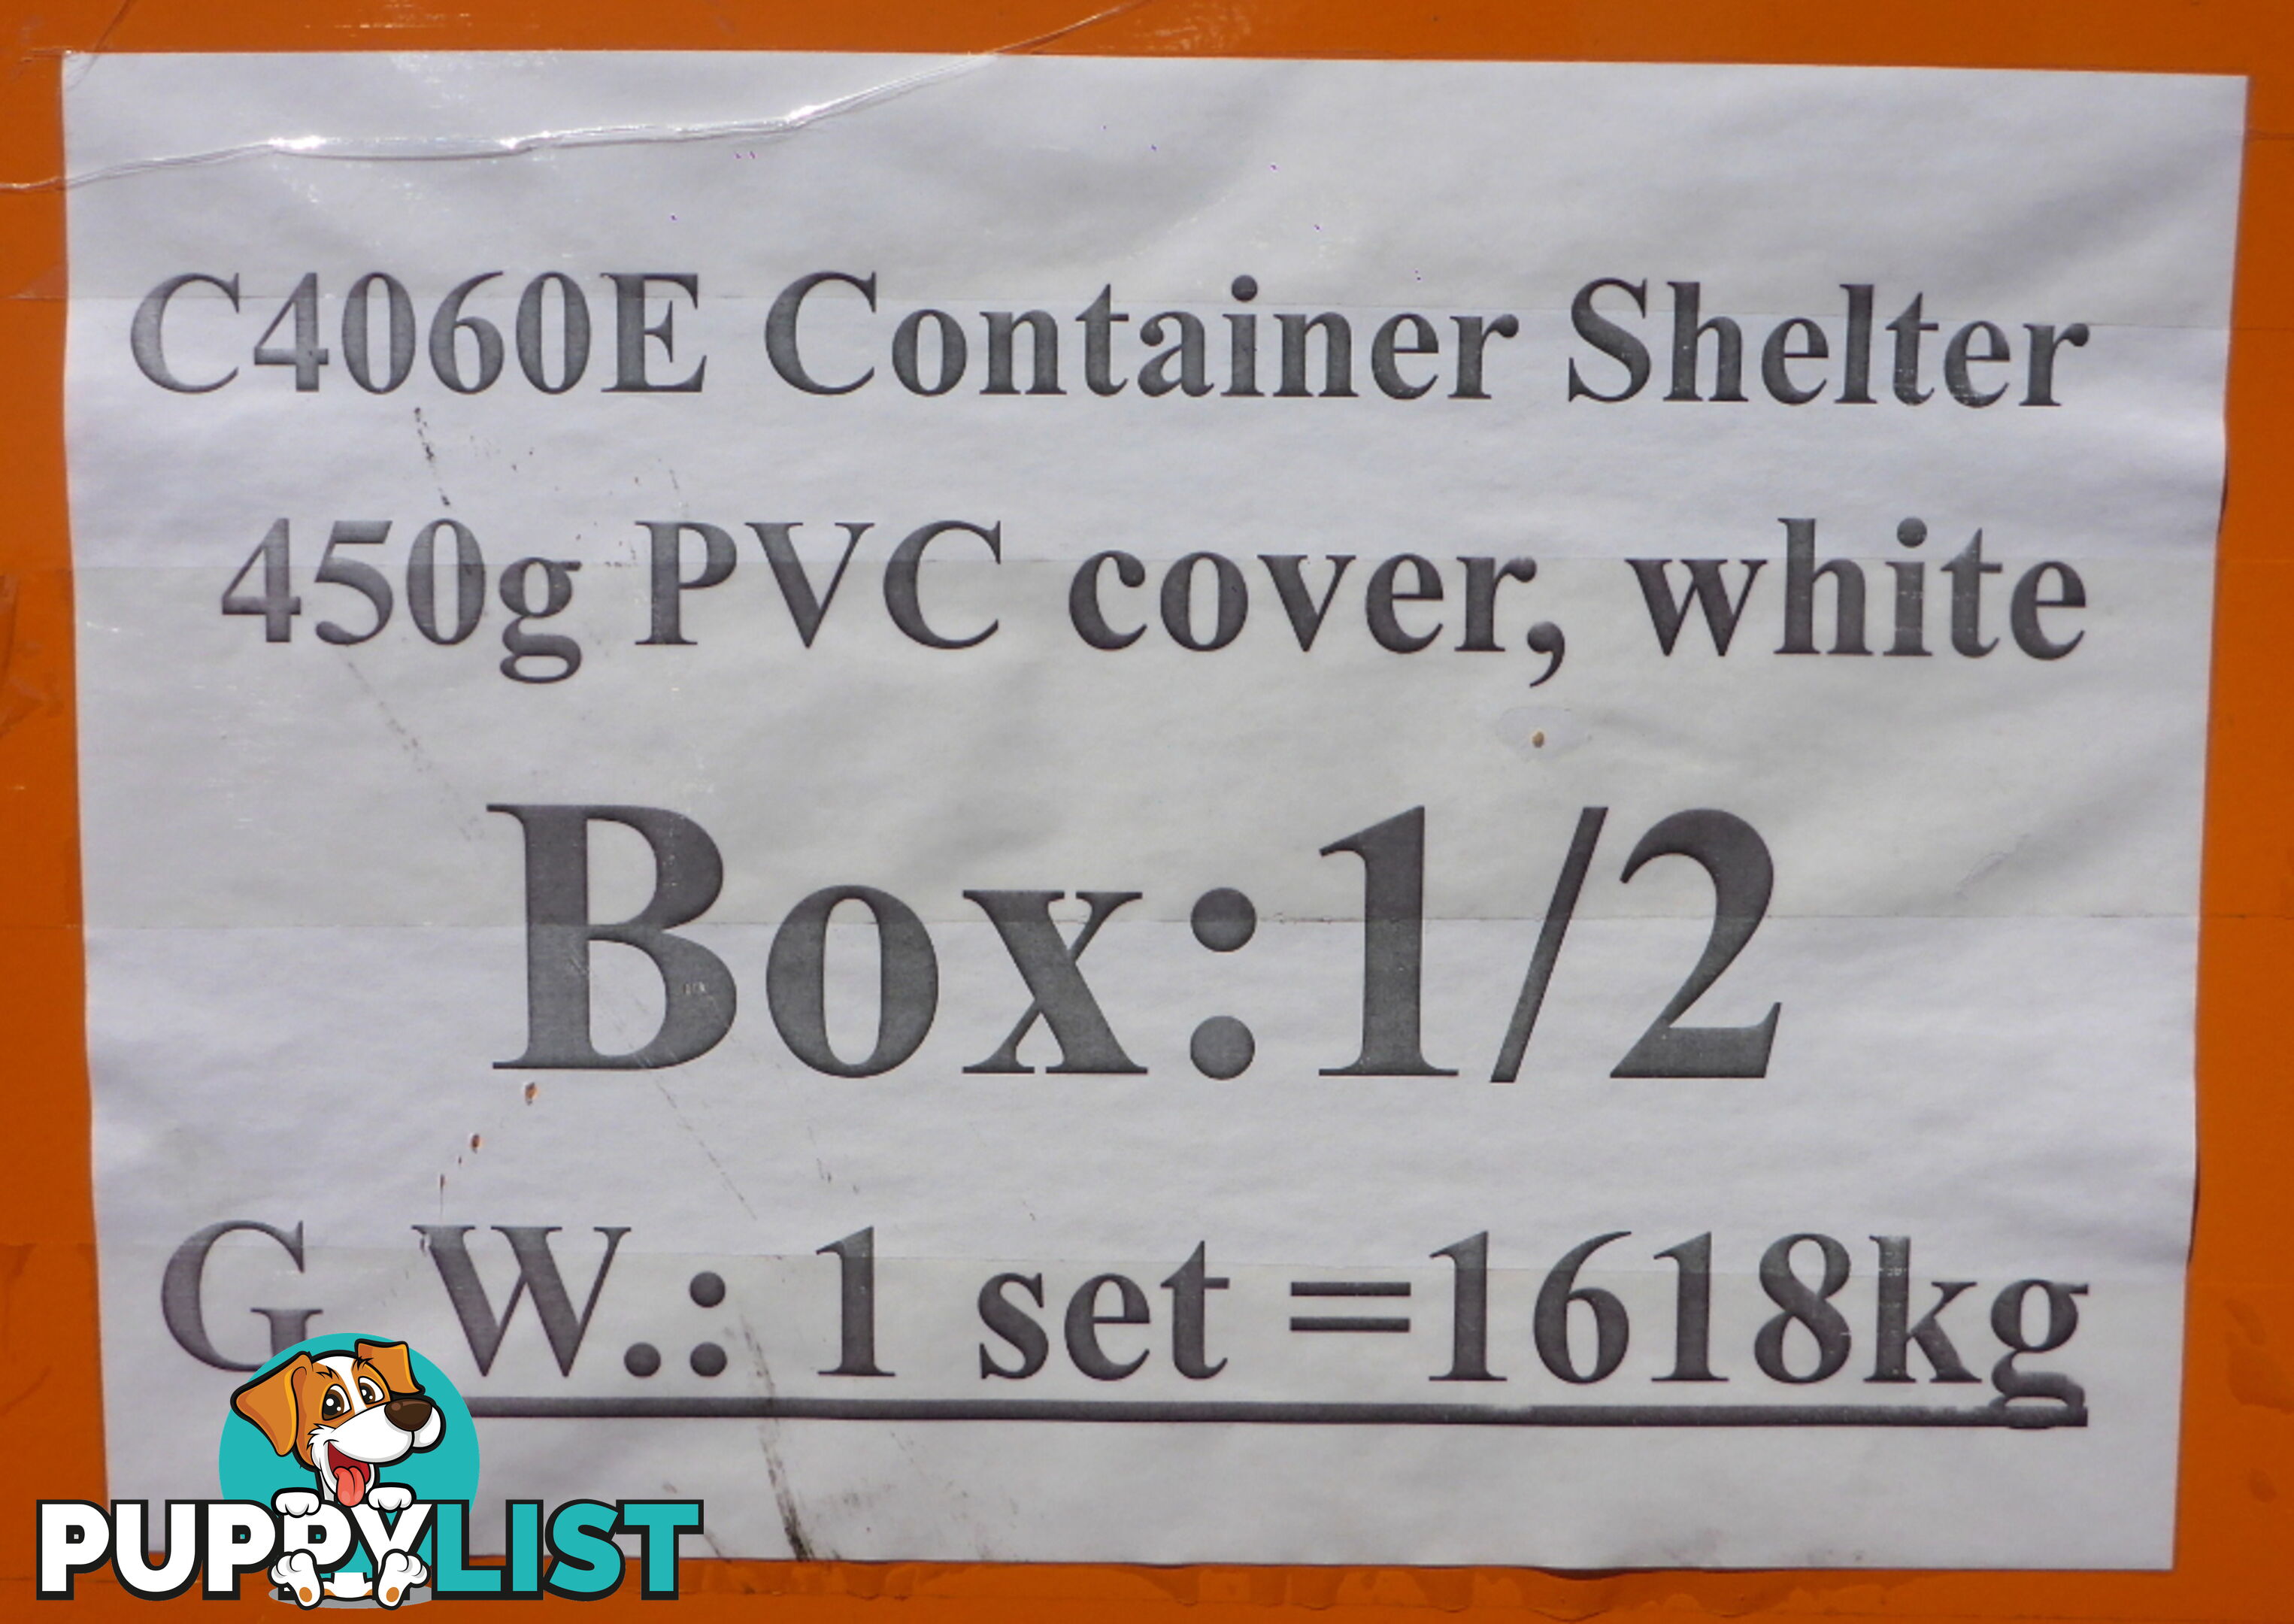 C4060E Container Shelter
450g PVC cover, white
Box:1/2
G W.: 1 set =1618kg
PUPPYLIST